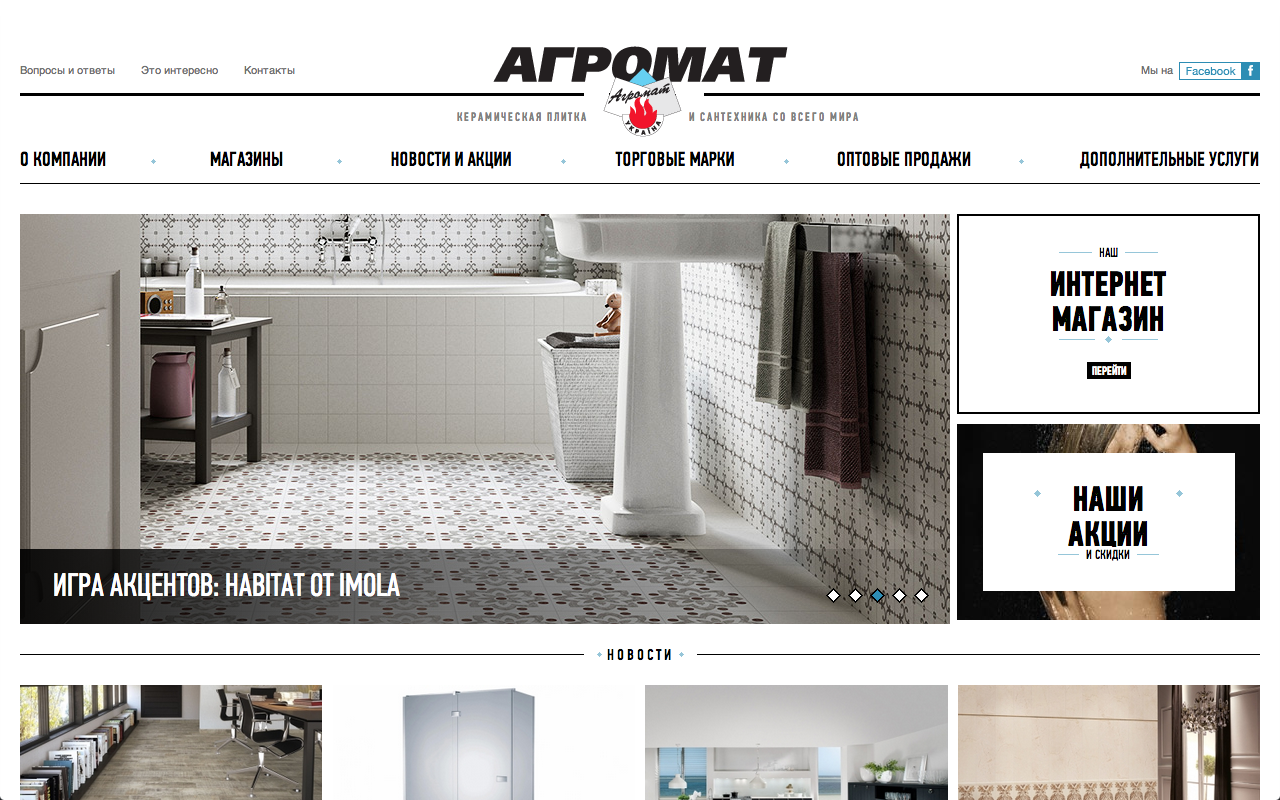 АГРОМАТ
Вопросы и ответы
Это интересно
Контакты
Мы на Facebook f
Агромат
УКРАЇНА
КЕРАМИЧЕСКАЯ ПЛИТКА
И САНТЕХНИКА СО ВСЕГО МИРА
О КОМПАНИИ
МАГАЗИНЫ
НОВОСТИ И АКЦИИ
ТОРГОВЫЕ МАРКИ
ОПТОВЫЕ ПРОДАЖИ
ДОПОЛНИТЕЛЬНЫЕ УСЛУГИ
ИГРА АКЦЕНТОВ: HABITAT ОТ IMOLA
НАШ
ИНТЕРНЕТ
МАГАЗИН
ПЕРЕЙТИ
НАШИ
АКЦИИ
И СКИДКИ
НОВОСТИ